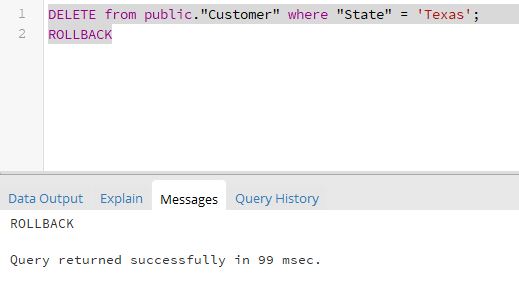 1 DELETE from public."Customer" where "State" = 'Texas';
2 ROLLBACK
Data Output Explain Messages Query History
ROLLBACK
Query returned successfully in 99 msec.